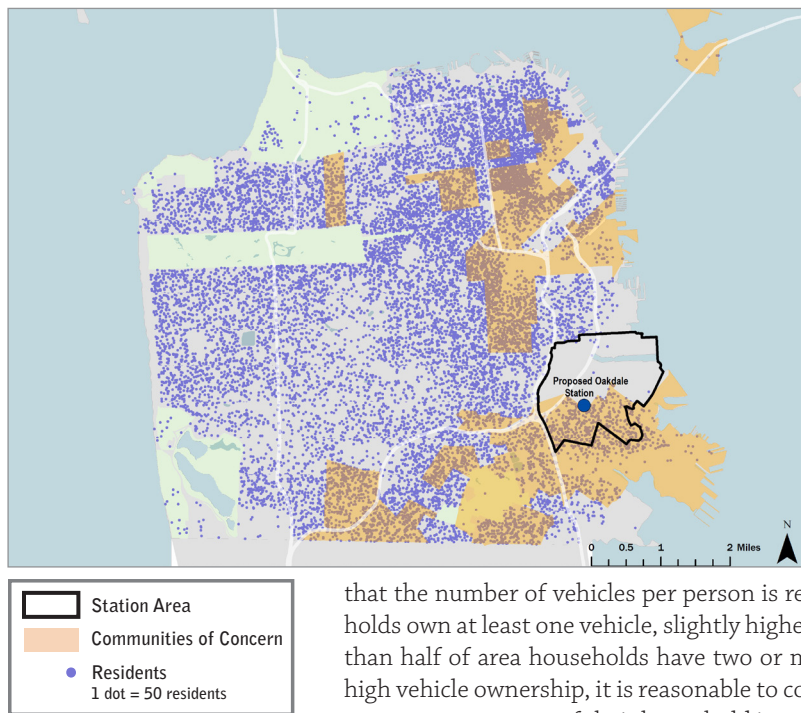 Proposed Oakdale
Station
N
0 0.5 1 2 Miles
Station Area
Communities of Concern
Residents
1 dot = 50 residents
that the number of vehicles per person is re
holds own at least one vehicle, slightly highe
than half of area households have two or m
high vehicle ownership, it is reasonable to co